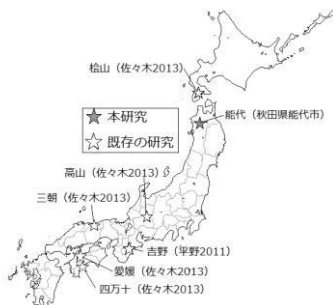 桧山（佐々木2013）
能代（秋田県能代市）
★ 本研究
☆ 既存の研究
高山（佐々木2013）
三朝（佐々木2013）
吉野（平野2011）
愛媛（佐々木2013）
四万十（佐々木2013）